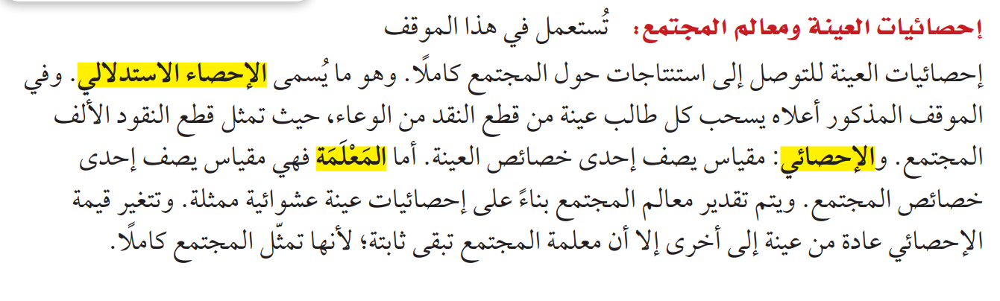 إحصائيات العينة ومعالم المجتمع: تُستعمل في هذا الموقف
إحصائيات العينة للتوصل إلى استنتاجات حول المجتمع كاملًا. وهو ما يُسمى الإحصاء الاستدلالي. وفي
الموقف المذكور أعلاه يسحب كل طالب عينة من قطع النقد من الوعاء، حيث تمثل قطع النقود الألف
المجتمع. والإحصائي: مقياس يصف إحدى خصائص العينة. أما المَعْلَمَة فهي مقياس يصف إحدى
خصائص المجتمع. ويتم تقدير معالم المجتمع بناءً على إحصائيات عينة عشوائية ممثلة. وتتغير قيمة
الإحصائي عادة من عينة إلى أخرى إلا أن معلمة المجتمع تبقى ثابتة؛ لأنها تمثّل المجتمع كاملًا.